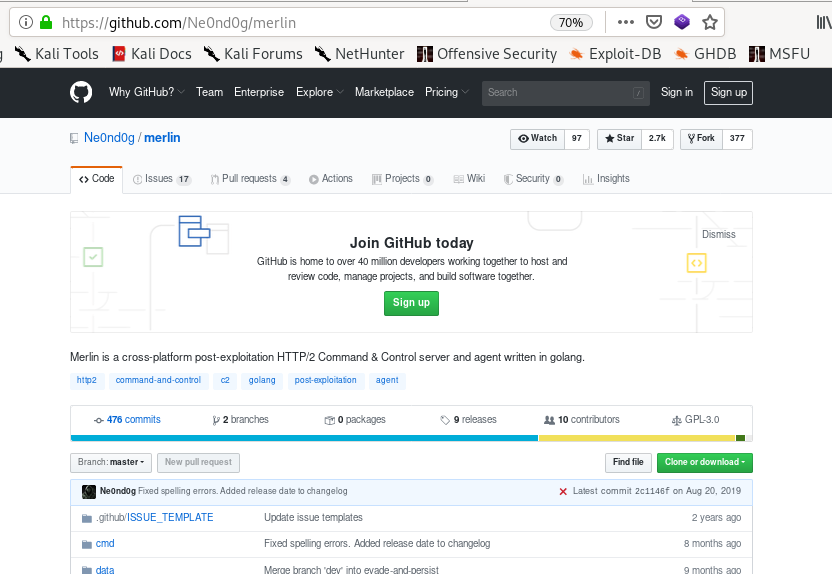 https://github.com/Ne0nd0g/merlin 70%
Kali Tools Kali Docs Kali Forums NetHunter Offensive Security Exploit-DB GHDB MSFU
Why GitHub? Team Enterprise Explore Marketplace Pricing Search / Sign in Sign up
Ne0nd0g / merlin Watch 97 Star 2.7k Fork 377
Code Issues 17 Pull requests 4 Actions Projects 0 Wiki Security 0 Insights
Dismiss
Join GitHub today
GitHub is home to over 40 million developers working together to host and
review code, manage projects, and build software together.
Sign up
Merlin is a cross-platform post-exploitation HTTP/2 Command & Control server and agent written in golang.
http2 command-and-control c2 golang post-exploitation agent
476 commits 2 branches 0 packages 9 releases 10 contributors GPL-3.0
Branch: master New pull request Find file Clone or download
Ne0nd0g Fixed spelling errors. Added release date to changelog Latest commit 2c1146f on Aug 20, 2019
.github/ISSUE_TEMPLATE Update issue templates 2 years ago
cmd Fixed spelling errors. Added release date to changelog 8 months ago
data Merge branch 'dev' into evade-and-persist 9 months ago